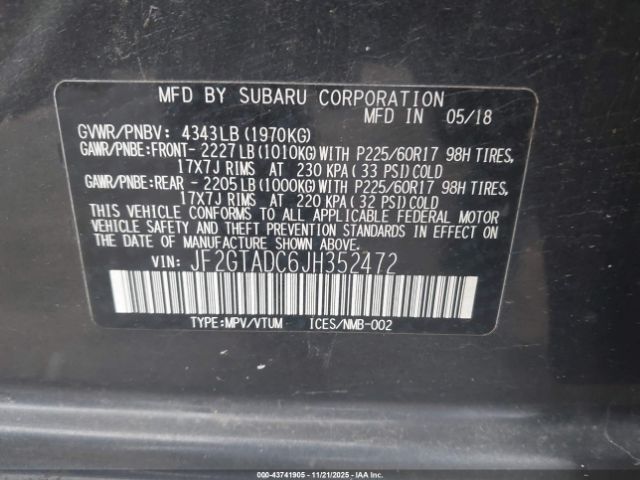 MFD BY SUBARU CORPORATION
MFD IN 05/18
GVWR/PNBV: 4343LB (1970KG)
GAWR/PNBE:FRONT- 2227LB (1010KG) WITH P225/60R17 98H TIRES,
17X7J RIMS AT 230 KPA (33 PSI) COLD
GAWR/PNBE:REAR - 2205LB (1000KG) WITH P225/60R17 98H TIRES,
17X7J RIMS AT 220 KPA (32 PSI) COLD
THIS VEHICLE CONFORMS TO ALL APPLICABLE FEDERAL MOTOR
VEHICLE SAFETY AND THEFT PREVENTION STANDARDS IN EFFECT
ON THE DATE OF MANUFACTURE SHOWN ABOVE.
VIN: JF2GTADC6JH352472
TYPE:MPV/VTUM ICES/NMB-002
000-43741905 - 11/21/2025 - COPART.COM